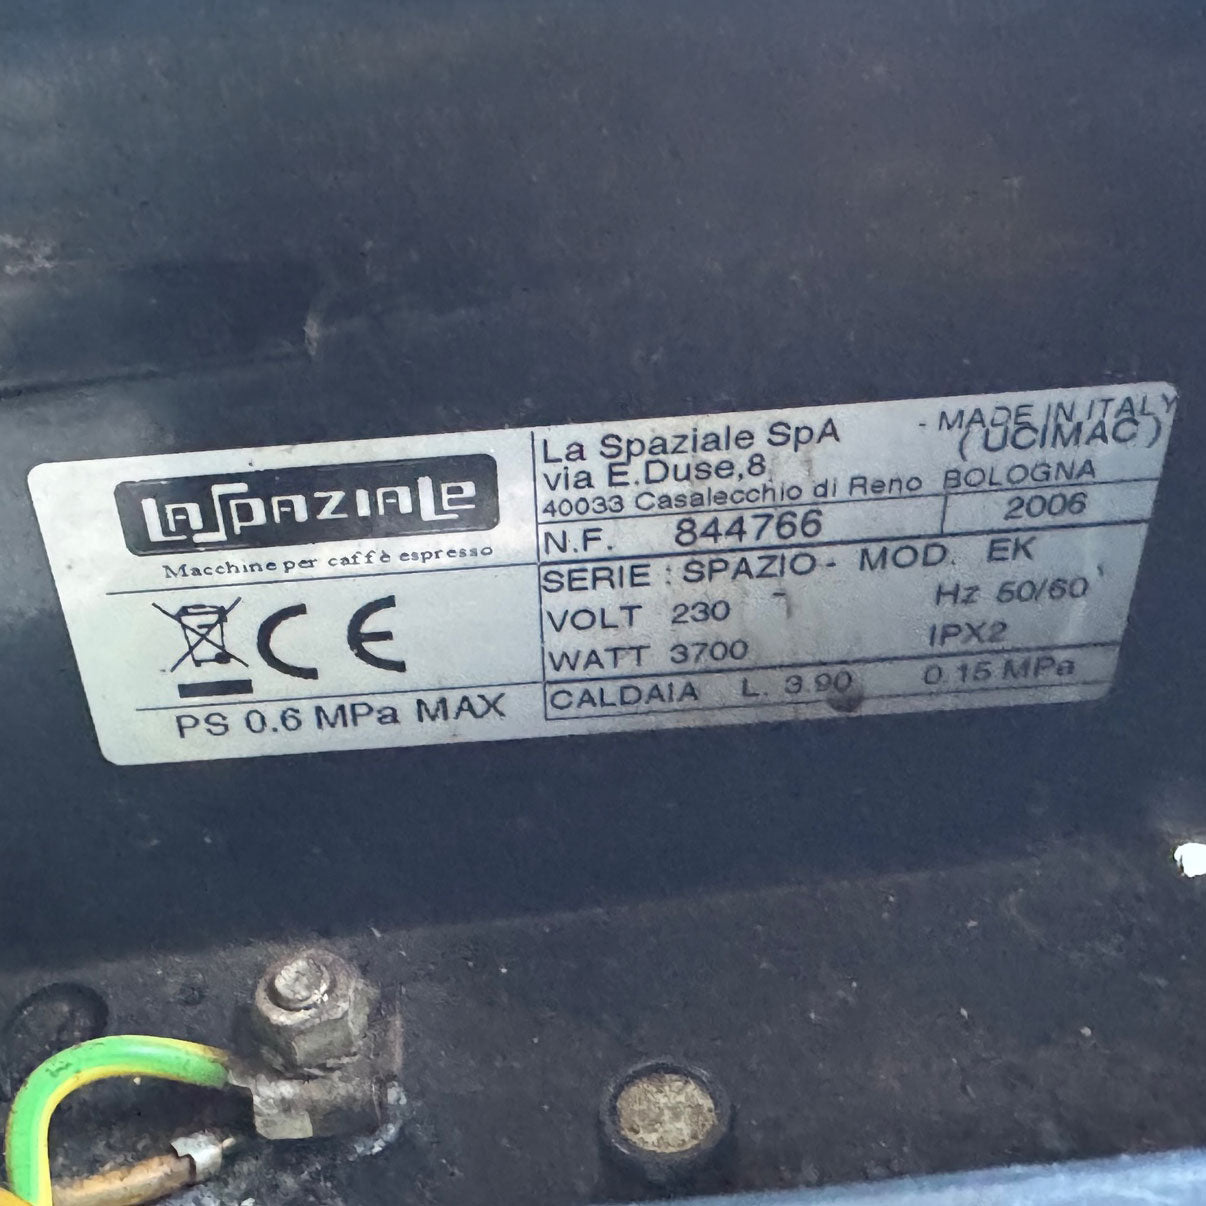 LaSpaziaLe
Macchine per caffè espresso
CE
PS 0.6 MPa MAX
La Spaziale SpA - MADE IN ITALY
via E.Duse,8 (UCIMAC)
40033 Casalecchio di Reno BOLOGNA
N.F. 844766 2006
SERIE : SPAZIO - MOD. EK
VOLT 230 Hz 50/60
WATT 3700 IPX2
CALDAIA L. 3.90 0.15 MPa